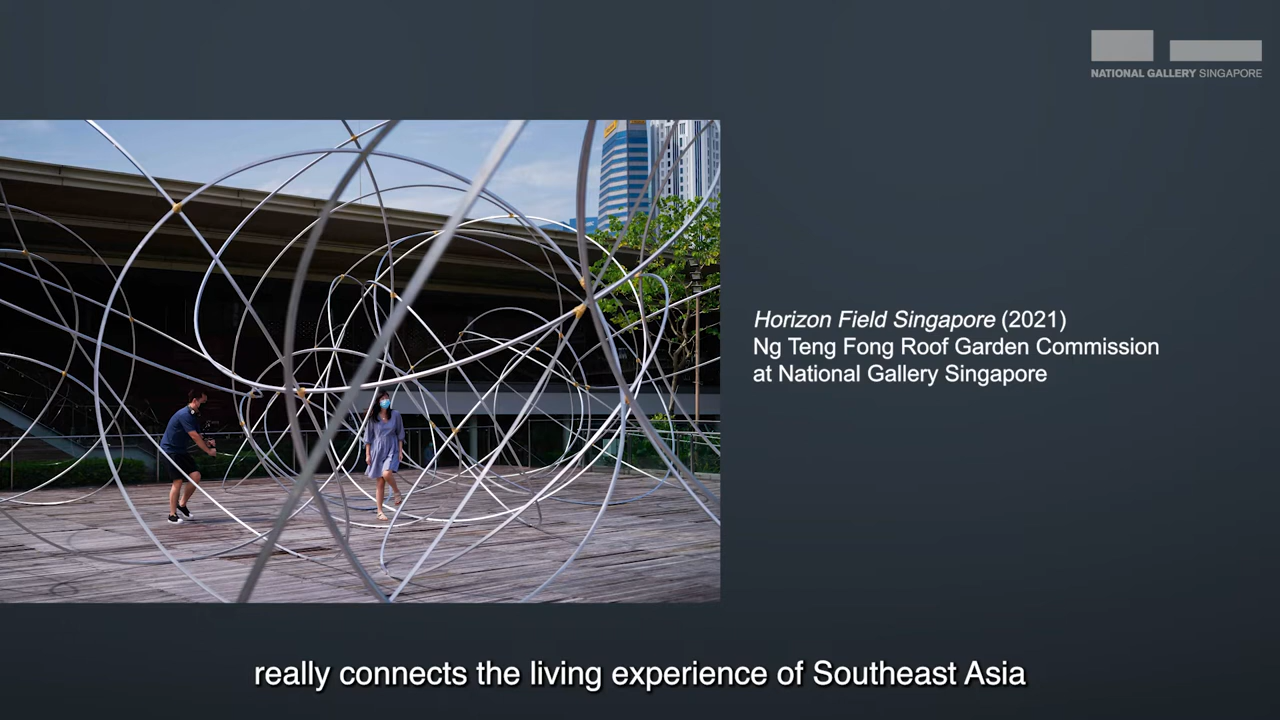 NATIONAL GALLERY SINGAPORE
Horizon Field Singapore (2021)
Ng Teng Fong Roof Garden Commission
at National Gallery Singapore
really connects the living experience of Southeast Asia